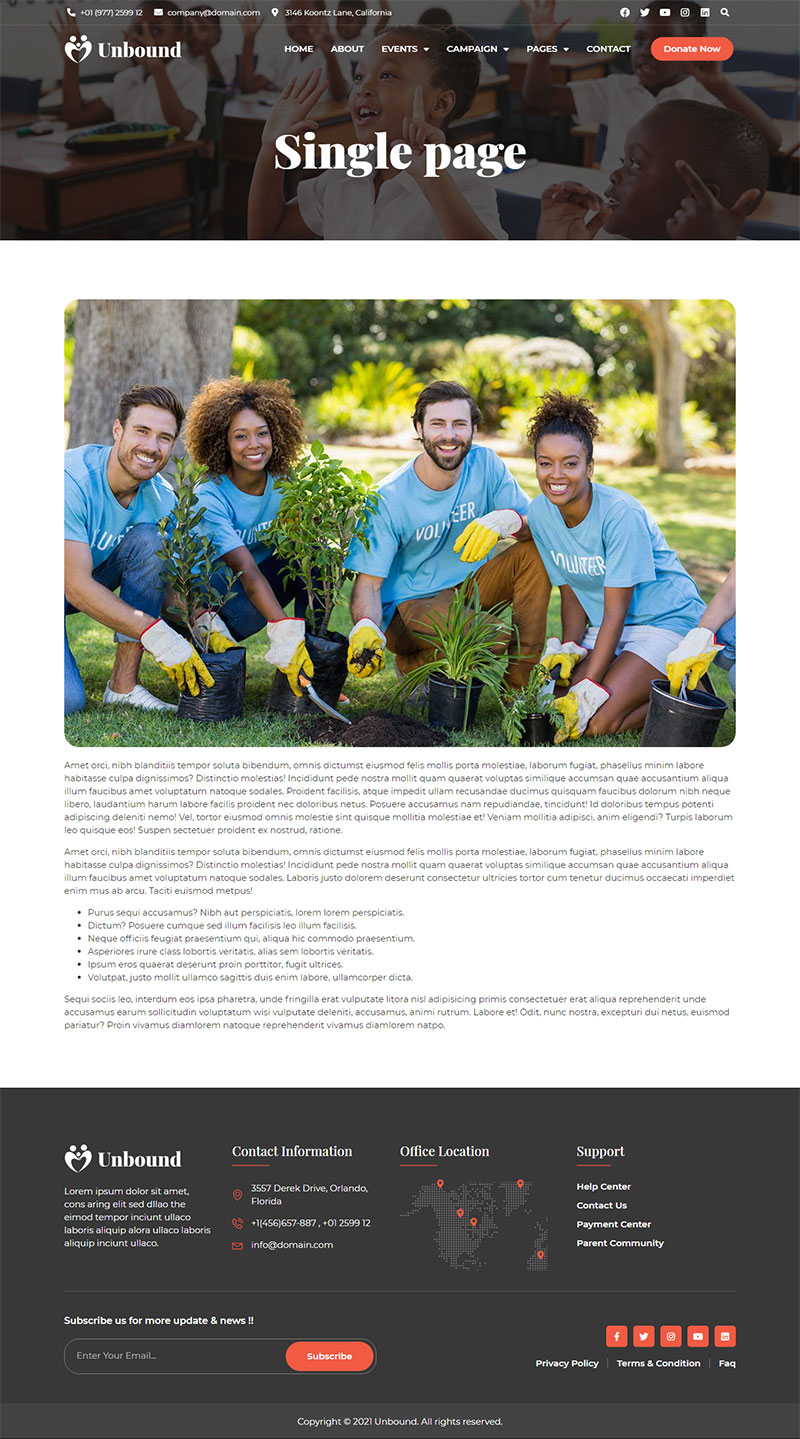 +01 (977) 2599 12 company@domain.com 3146 Koontz Lane, California
Unbound HOME ABOUT EVENTS CAMPAIGN PAGES CONTACT Donate Now
Single page
VOLUNTEER
VOLUNTEER
Amet orci, nibh blanditiis tempor soluta bibendum, omnis dictumst eiusmod felis mollis porta molestiae, laborum fugiat, phasellus minim labore
habitasse culpa dignissimos? Distinctio molestias! Incididunt pede nostra mollit quam quaerat voluptas similique accumsan quae accusantium aliqua
illum faucibus amet voluptatum natoque sodales. Proident facilisis, atque impedit ullam recusandae ducimus quisquam faucibus dolorum nibh neque
libero, laudantium harum labore facilis proident nec doloribus netus. Posuere accusamus nam repudiandae, tincidunt! Id doloribus tempus potenti
adipiscing deleniti nemo! Vel, tortor eiusmod omnis molestie sint quisque mollitia molestiae et! Veniam mollitia adipisci, anim eligendi? Turpis laborum
leo quisque eos! Suspen sectetuer proident ex nostrud, ratione.
Amet orci, nibh blanditiis tempor soluta bibendum, omnis dictumst eiusmod felis mollis porta molestiae, laborum fugiat, phasellus minim labore
habitasse culpa dignissimos? Distinctio molestias! Incididunt pede nostra mollit quam quaerat voluptas similique accumsan quae accusantium aliqua
illum faucibus amet voluptatum natoque sodales. Laboris justo dolorem deserunt consectetur ultricies tortor cum tenetur ducimus occaecati imperdiet
enim mus ab arcu. Taciti euismod metpus!
• Purus sequi accusamus? Nibh aut perspiciatis, lorem lorem perspiciatis.
• Dictum? Posuere cumque sed illum facilisis leo illum facilisis.
• Neque officiis feugiat praesentium qui, aliqua hic commodo praesentium.
• Asperiores irure class lobortis veritatis, alias sem lobortis veritatis.
• Ipsum eros quaerat deserunt proin porttitor, fugit ultrices.
• Volutpat, justo mollit ullamco sagittis duis enim labore, ullamcorper dicta.
Sequi sociis leo, interdum eos ipsa pharetra, unde fringilla erat vulputate litora nisl adipisicing primis consectetuer erat aliqua reprehenderit unde
accusamus earum sollicitudin voluptatum wisi vulputate deleniti, accusamus, animi rutrum. Labore et! Odit, nunc nostra, excepturi dui netus, euismod
pariatur? Proin vivamus diamlorem natoque reprehenderit vivamus diamlorem natpo.
Unbound
Lorem ipsum dolor sit amet,
cons aring elit sed dllao the
eimod tempor inciunt ullaco
laboris aliquip alora ullaco laboris
aliquip inciunt ullaco.
Contact Information
3557 Derek Drive, Orlando,
Florida
+1(456)657-887 , +01 2599 12
info@domain.com
Office Location
Support
Help Center
Contact Us
Payment Center
Parent Community
Subscribe us for more update & news !!
Enter Your Email... Subscribe
Privacy Policy | Terms & Condition | Faq
Copyright © 2021 Unbound. All rights reserved.